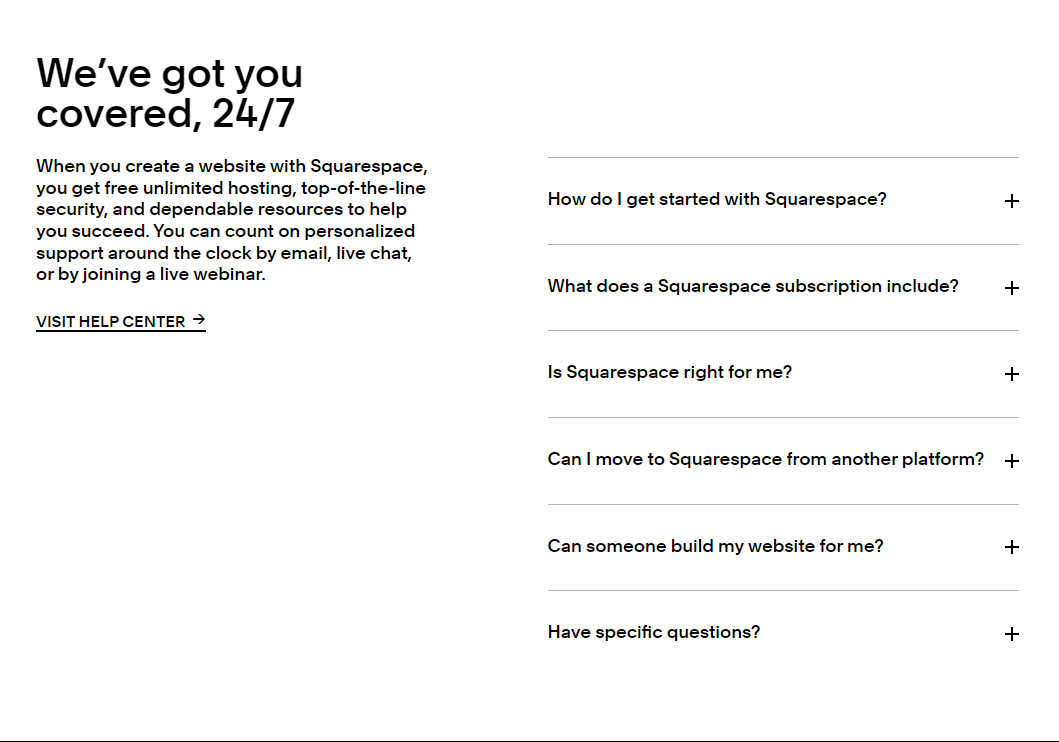 We’ve got you
covered, 24/7
When you create a website with Squarespace,
you get free unlimited hosting, top-of-the-line
security, and dependable resources to help
you succeed. You can count on personalized
support around the clock by email, live chat,
or by joining a live webinar.
VISIT HELP CENTER →
How do I get started with Squarespace?
What does a Squarespace subscription include?
Is Squarespace right for me?
Can I move to Squarespace from another platform?
Can someone build my website for me?
Have specific questions?